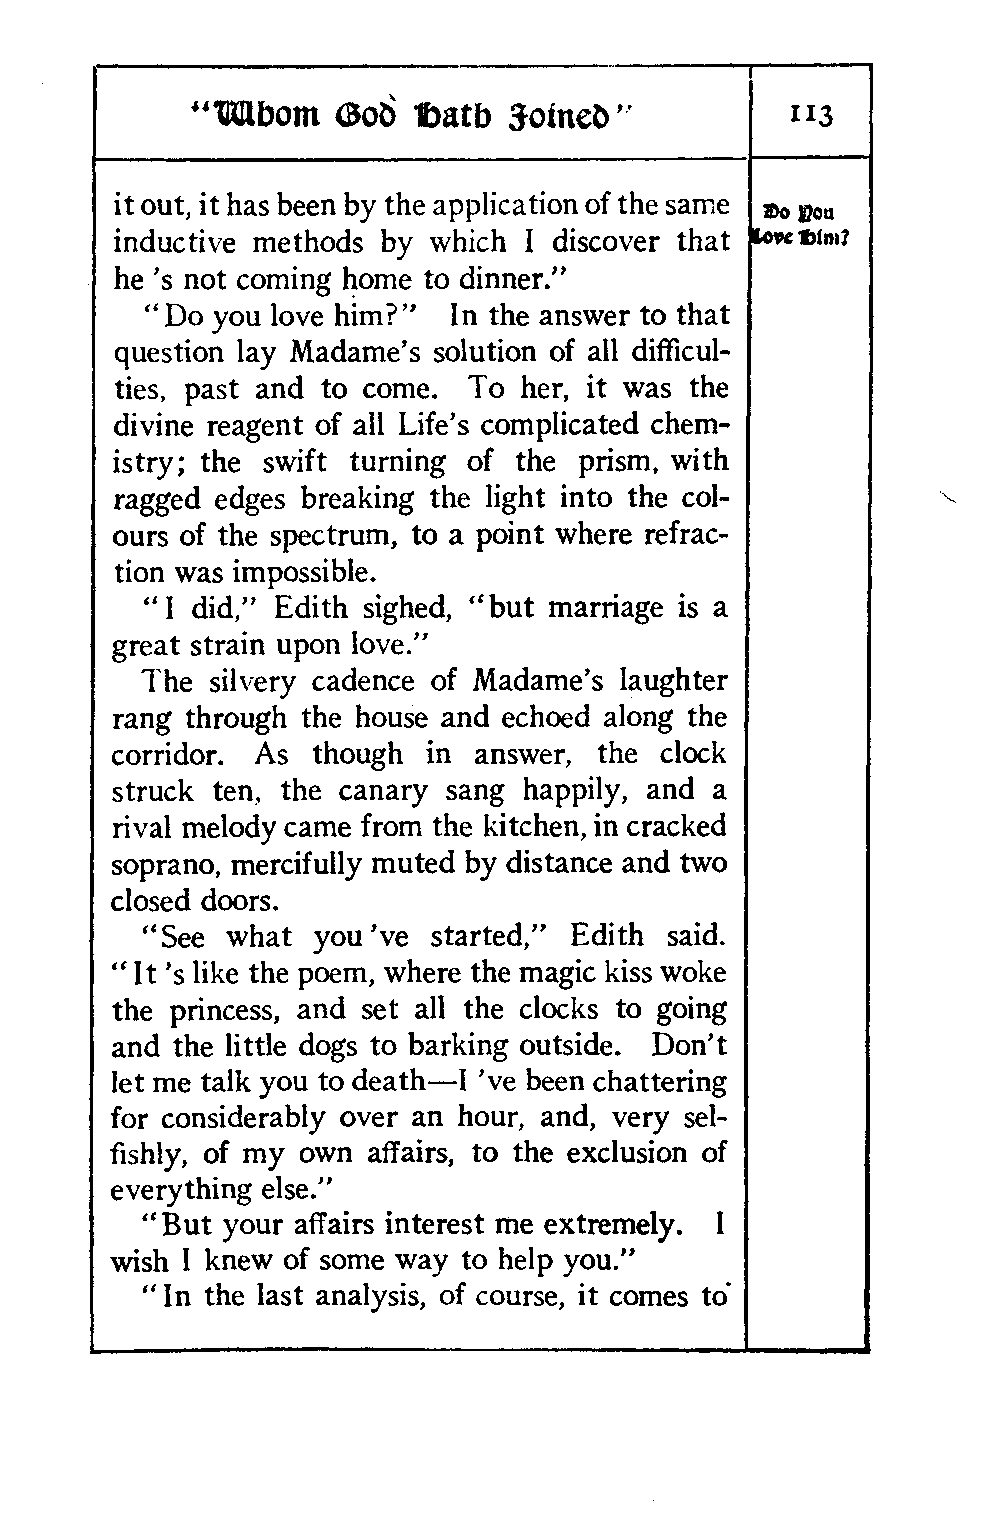 "Whom God Hath Joined"
113
it out, it has been by the application of the same
inductive methods by which I discover that
he 's not coming home to dinner."
"Do you love him?" In the answer to that
question lay Madame's solution of all difficul-
ties, past and to come. To her, it was the
divine reagent of all Life's complicated chem-
istry; the swift turning of the prism, with
ragged edges breaking the light into the col-
ours of the spectrum, to a point where refrac-
tion was impossible.
"I did," Edith sighed, "but marriage is a
great strain upon love."
The silvery cadence of Madame's laughter
rang through the house and echoed along the
corridor. As though in answer, the clock
struck ten, the canary sang happily, and a
rival melody came from the kitchen, in cracked
soprano, mercifully muted by distance and two
closed doors.
"See what you 've started," Edith said.
"It 's like the poem, where the magic kiss woke
the princess, and set all the clocks to going
and the little dogs to barking outside. Don't
let me talk you to death—I 've been chattering
for considerably over an hour, and, very sel-
fishly, of my own affairs, to the exclusion of
everything else."
"But your affairs interest me extremely. I
wish I knew of some way to help you."
"In the last analysis, of course, it comes to
Do You
Love Him?